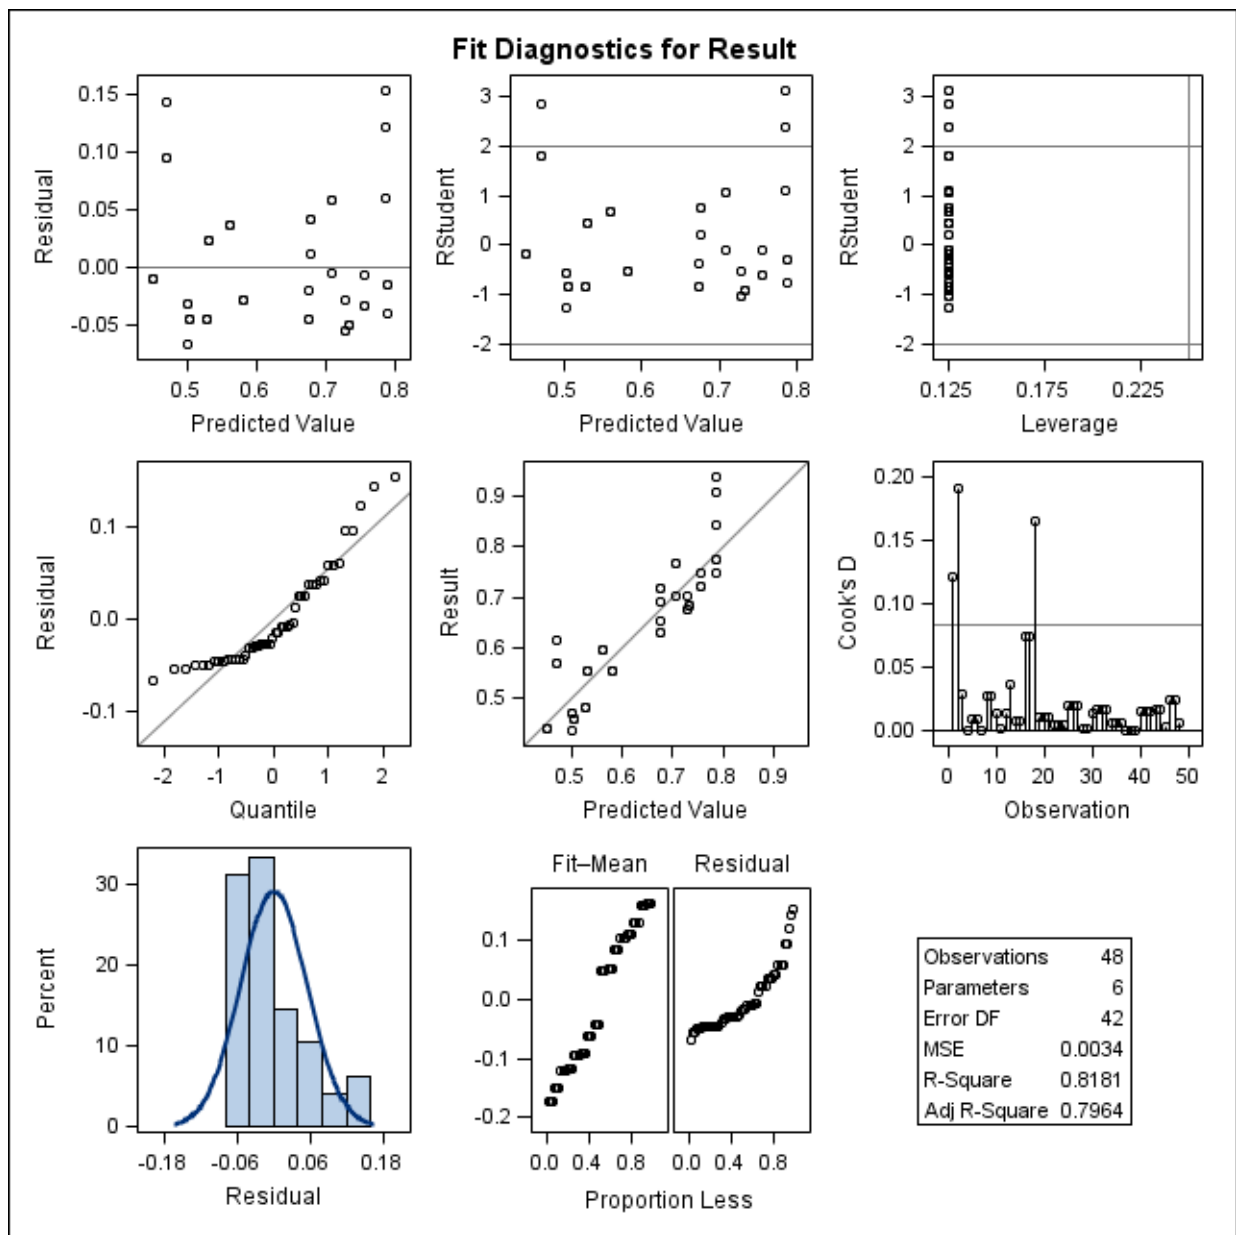 Fit Diagnostics for Result
0.15
0.10
0.05
0.00
-0.05
Residual
0.5 0.6 0.7 0.8
Predicted Value
3
2
1
0
-1
-2
RStudent
0.5 0.6 0.7 0.8
Predicted Value
3
2
1
0
-1
-2
RStudent
0.125 0.175 0.225
Leverage
0.1
0.0
-0.1
Residual
-2 -1 0 1 2
Quantile
0.9
0.8
0.7
0.6
0.5
Result
0.5 0.6 0.7 0.8 0.9
Predicted Value
0.20
0.15
0.10
0.05
0.00
Cook's D
0 10 20 30 40 50
Observation
30
20
10
0
Percent
-0.18 -0.06 0.06 0.18
Residual
Fit–Mean Residual
0.1
0.0
-0.1
-0.2
0.0 0.4 0.8 0.0 0.4 0.8
Proportion Less
Observations 48
Parameters 6
Error DF 42
MSE 0.0034
R-Square 0.8181
Adj R-Square 0.7964